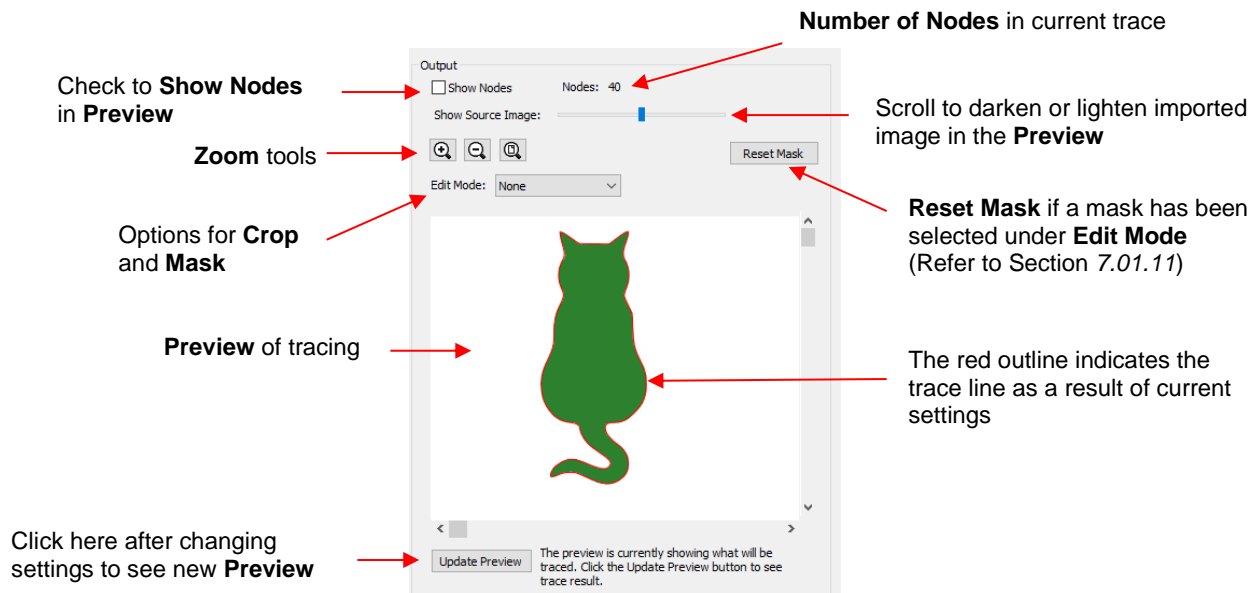 Number of Nodes in current trace
Output
Check to Show Nodes
in Preview
Show Nodes
Nodes: 40
Show Source Image:
Scroll to darken or lighten imported
image in the Preview
Zoom tools
Reset Mask
Edit Mode: None
Options for Crop
and Mask
Reset Mask if a mask has been
selected under Edit Mode
(Refer to Section 7.01.11)
Preview of tracing
The red outline indicates the
trace line as a result of current
settings
Click here after changing
settings to see new Preview
Update Preview
The preview is currently showing what will be
traced. Click the Update Preview button to see
trace result.